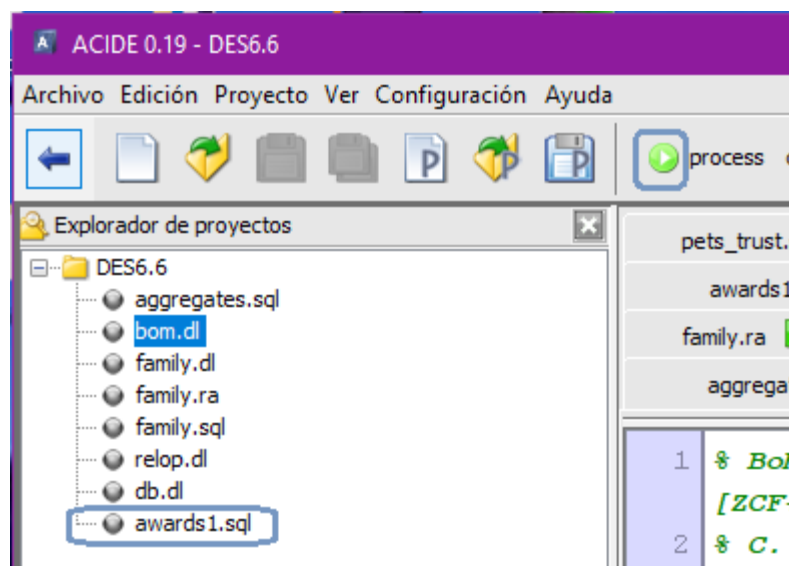 ACIDE 0.19 - DES6.6
Archivo Edición Proyecto Ver Configuración Ayuda
process
Explorador de proyectos
DES6.6
aggregates.sql
bom.dl
family.dl
family.ra
family.sql
relop.dl
db.dl
awards1.sql
pets_trust.
awards1
family.ra
aggrega
1 % Bo
[ZCF-
2 % C.